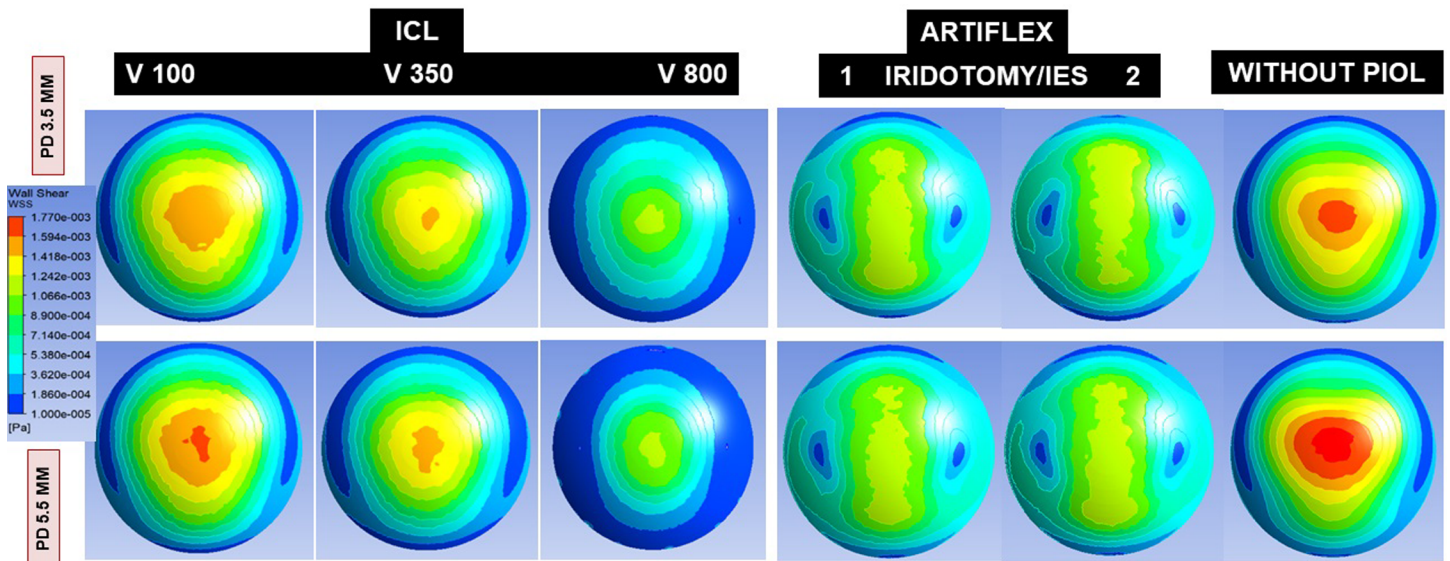 ICL
V 100 V 350 V 800
ARTIFLEX
1 IRIDOTOMY/IES 2
WITHOUT PIOL
PD 3.5 MM
Wall Shear
WSS
1.770e-003
1.594e-003
1.418e-003
1.242e-003
1.066e-003
8.900e-004
7.140e-004
5.380e-004
3.620e-004
1.860e-004
1.000e-005
[Pa]
PD 5.5 MM